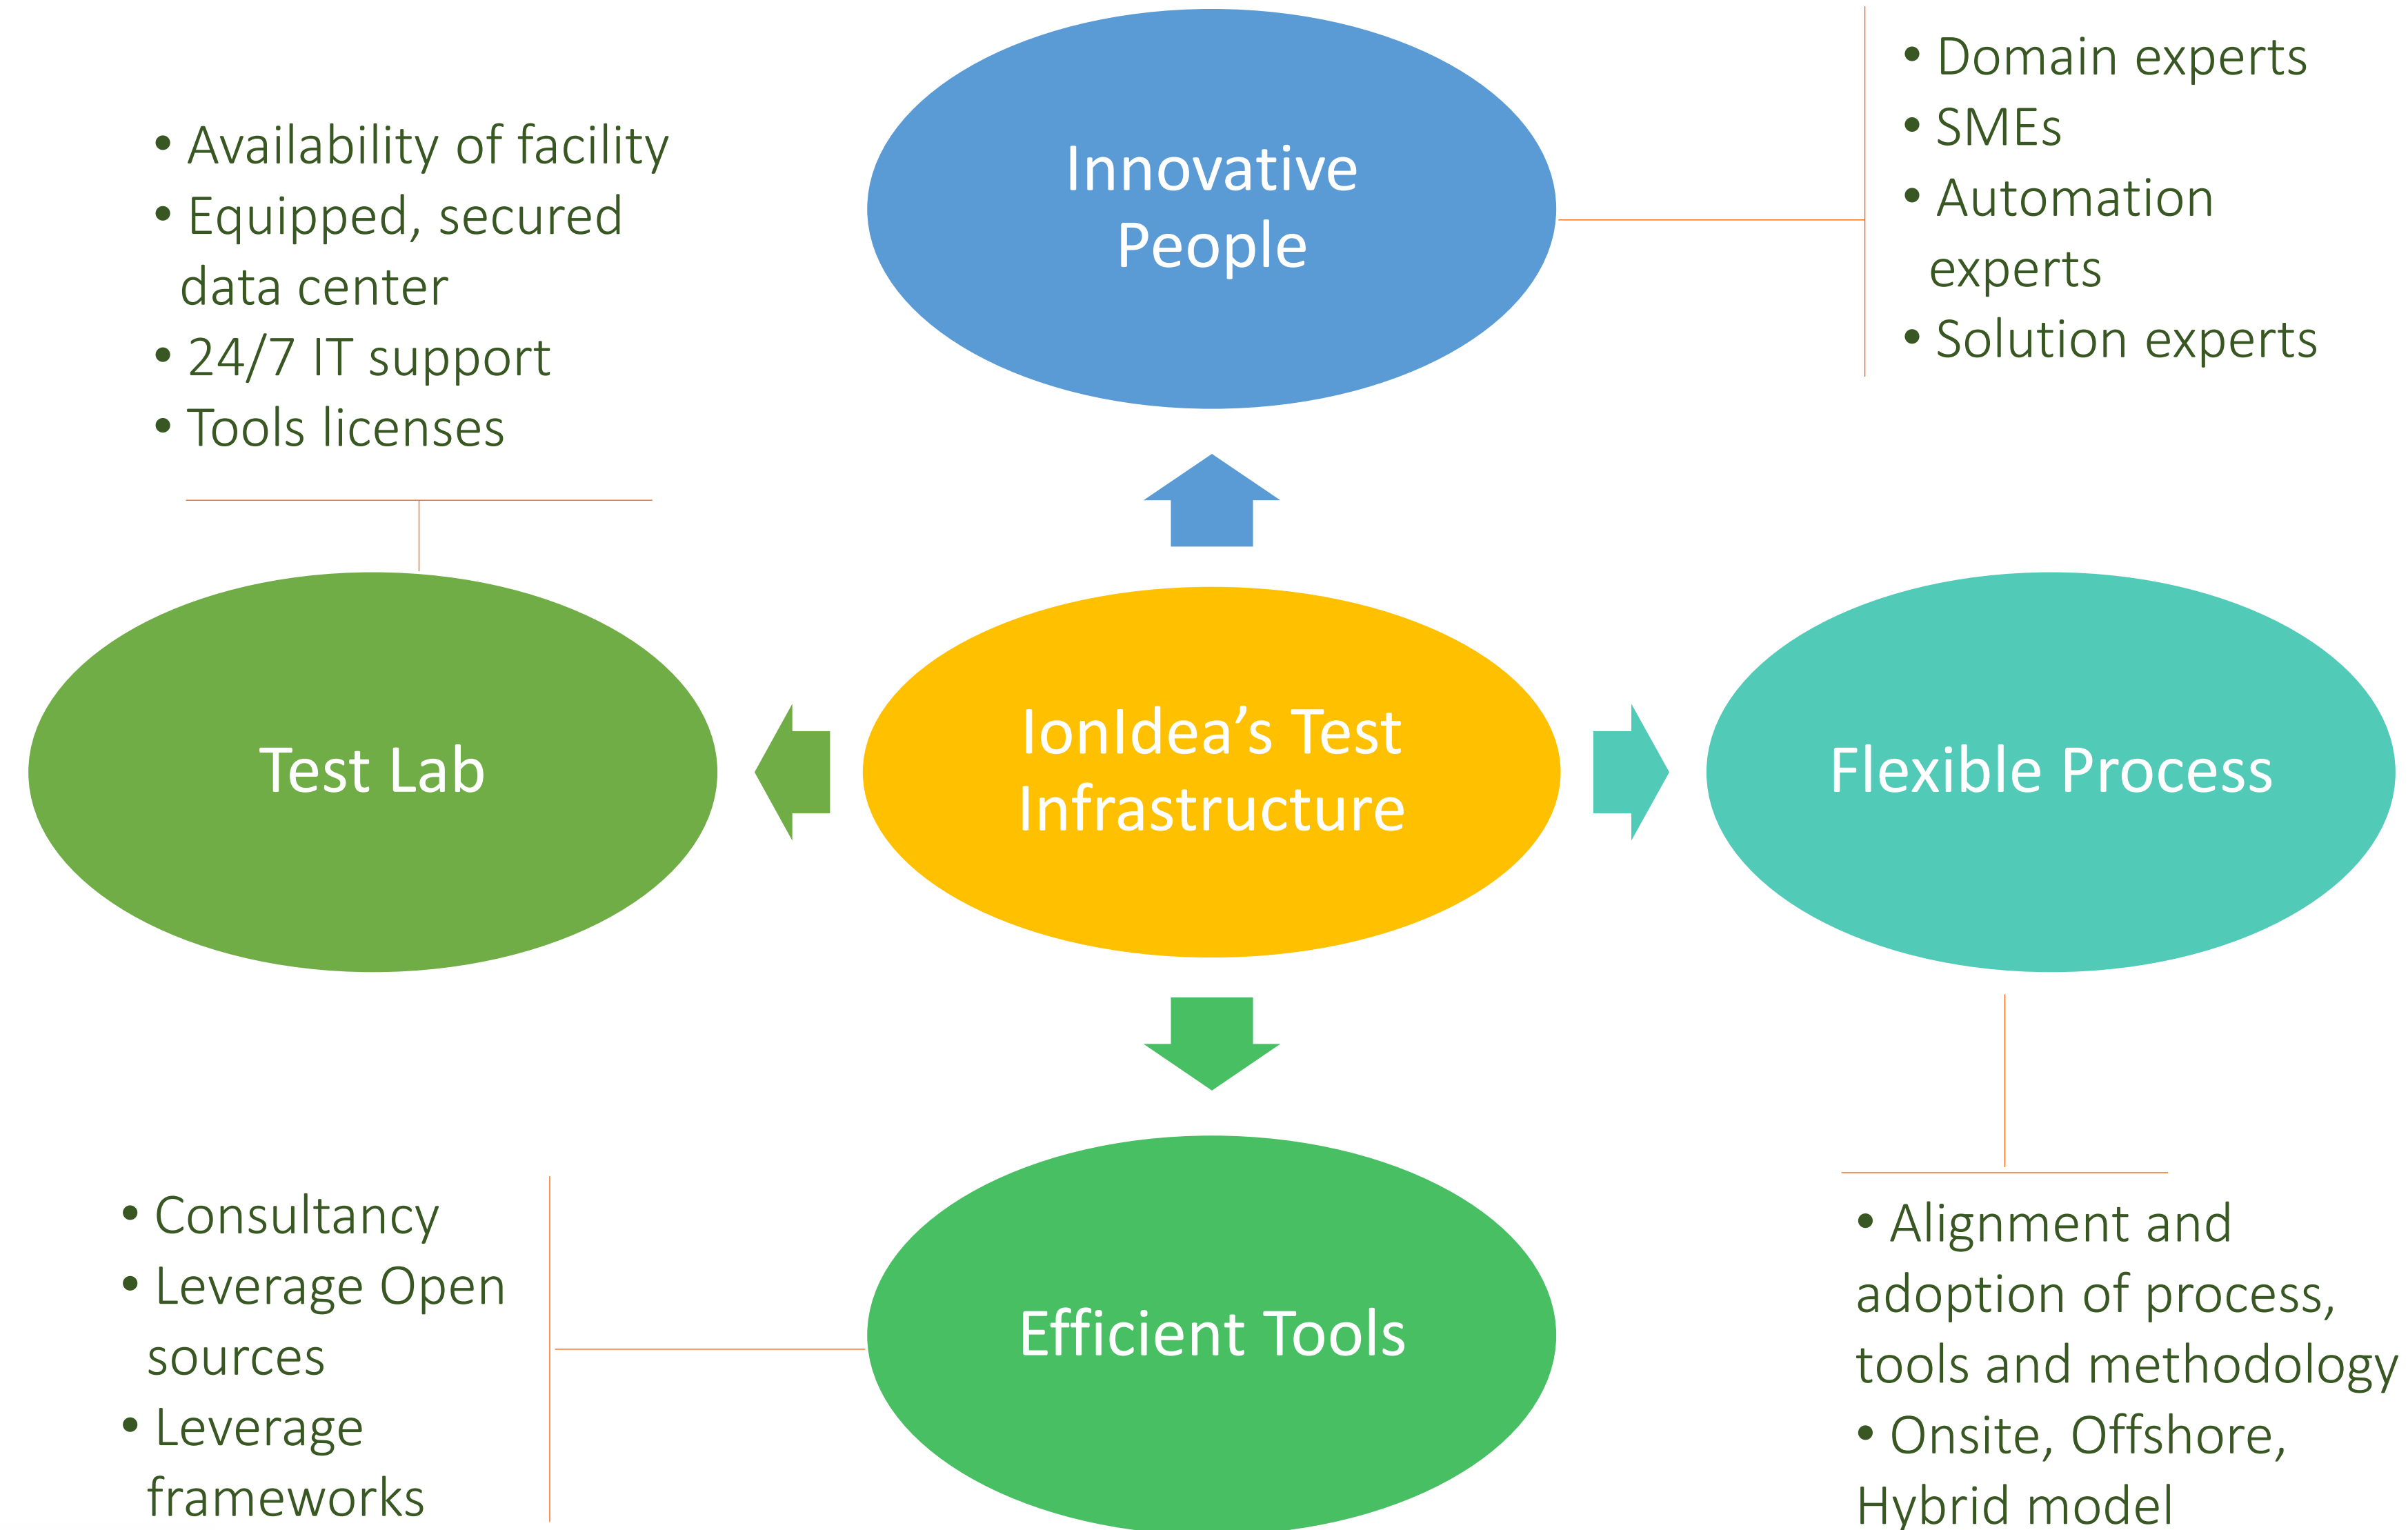 Innovative
People
• Domain experts
• SMEs
• Automation
experts
• Solution experts
• Availability of facility
• Equipped, secured
data center
• 24/7 IT support
• Tools licenses
Test Lab
IonIdea’s Test
Infrastructure
Flexible Process
• Consultancy
• Leverage Open
sources
• Leverage
frameworks
Efficient Tools
• Alignment and
adoption of process,
tools and methodology
• Onsite, Offshore,
Hybrid model